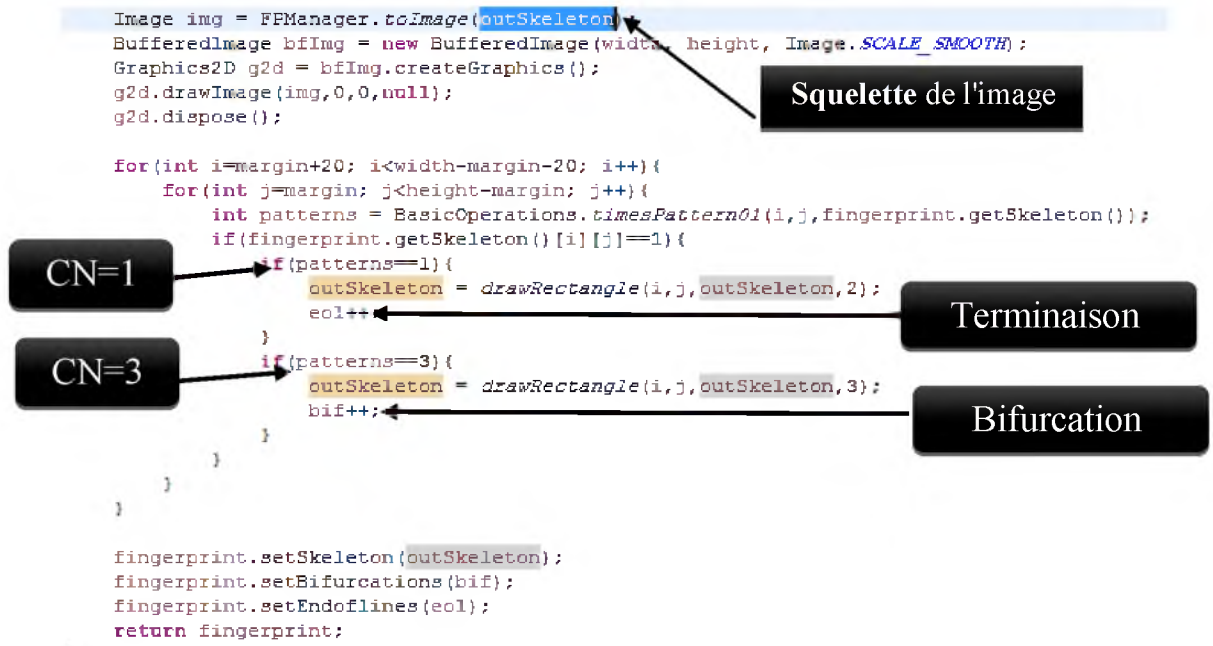 Image img = FPManager.toImage(outSkeleton)
BufferedImage bfImg = new BufferedImage(width, height, Image.SCALE_SMOOTH);
Graphics2D g2d = bfImg.createGraphics();
g2d.drawImage(img,0,0,null);
g2d.dispose();
Squelette de l'image
for(int i=margin+20; i<width-margin-20; i++){
for(int j=margin; j<height-margin; j++){
int patterns = BasicOperations.timesPattern01(i,j,fingerprint.getSkeleton());
if(fingerprint.getSkeleton()[i][j]==1){
CN=1
if(patterns==1){
outSkeleton = drawRectangle(i,j,outSkeleton,2);
eol++
Terminaison
}
CN=3
if(patterns==3){
outSkeleton = drawRectangle(i,j,outSkeleton,3);
bif++;
Bifurcation
}
}
}
}
fingerprint.setSkeleton(outSkeleton);
fingerprint.setBifurcations(bif);
fingerprint.setEndoflines(eol);
return fingerprint;